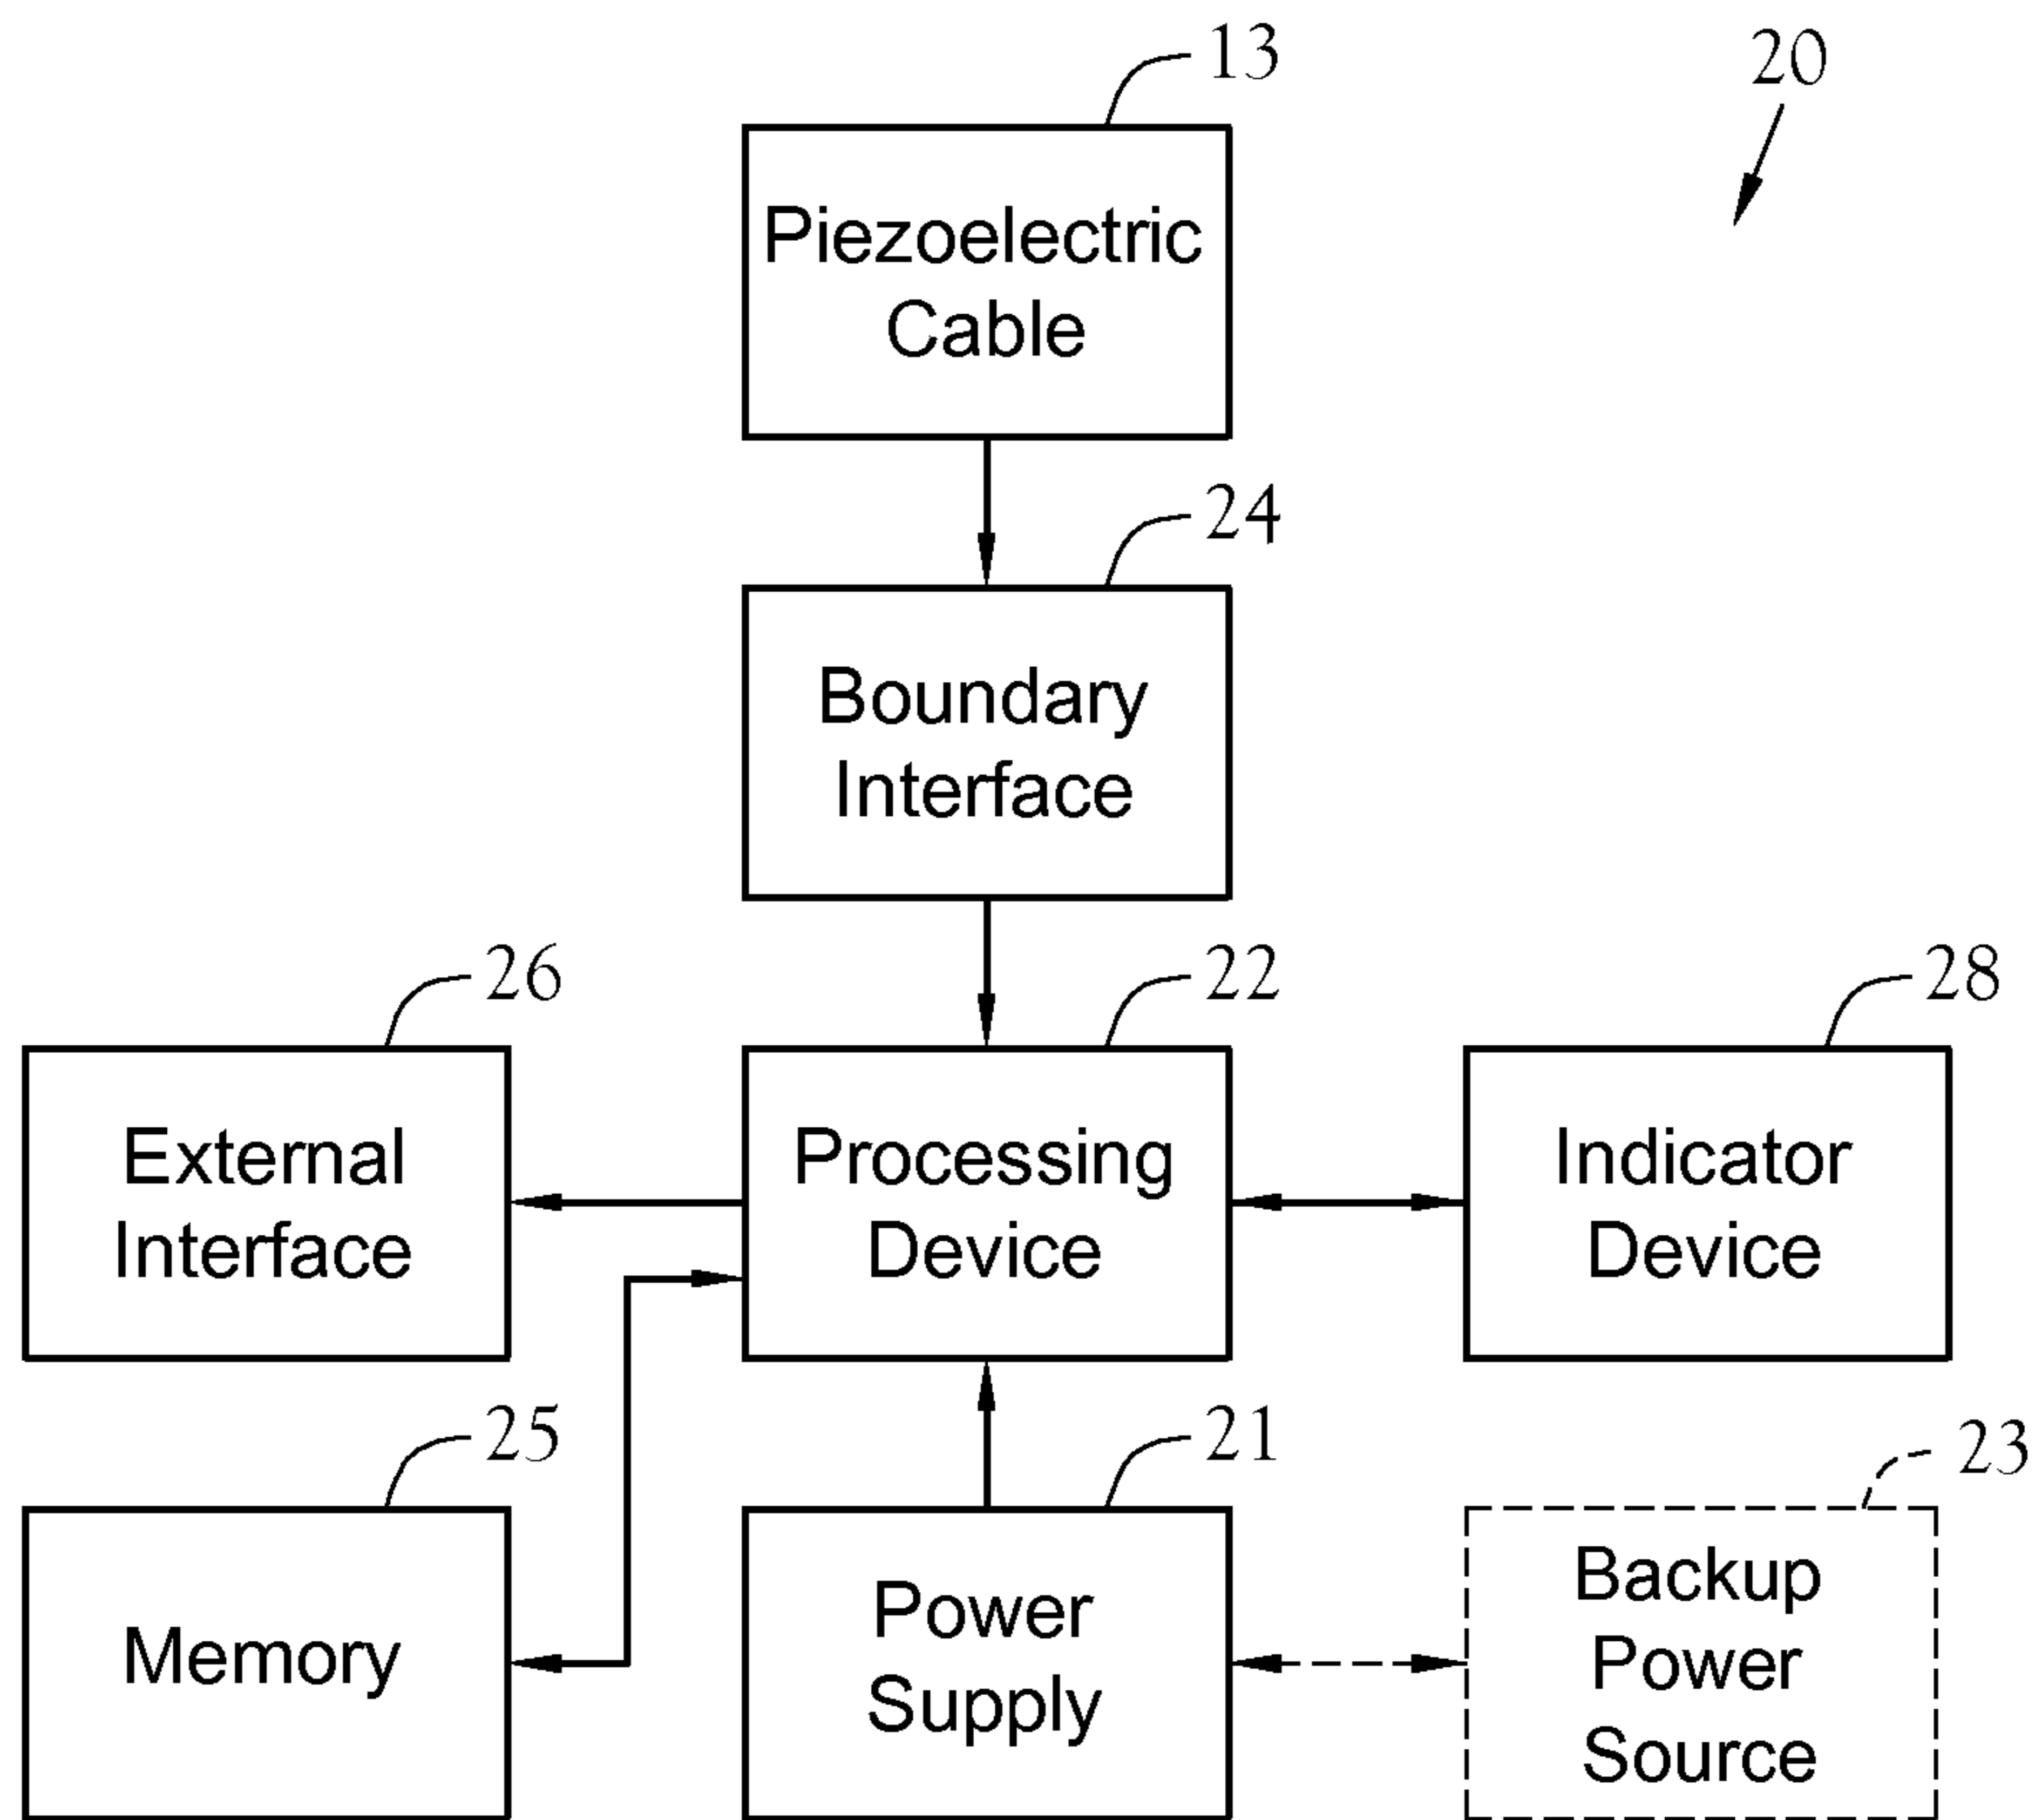 13
20
Piezoelectric
Cable
24
Boundary
Interface
26
22
28
External
Interface
Processing
Device
Indicator
Device
25
21
23
Memory
Power
Supply
Backup
Power
Source